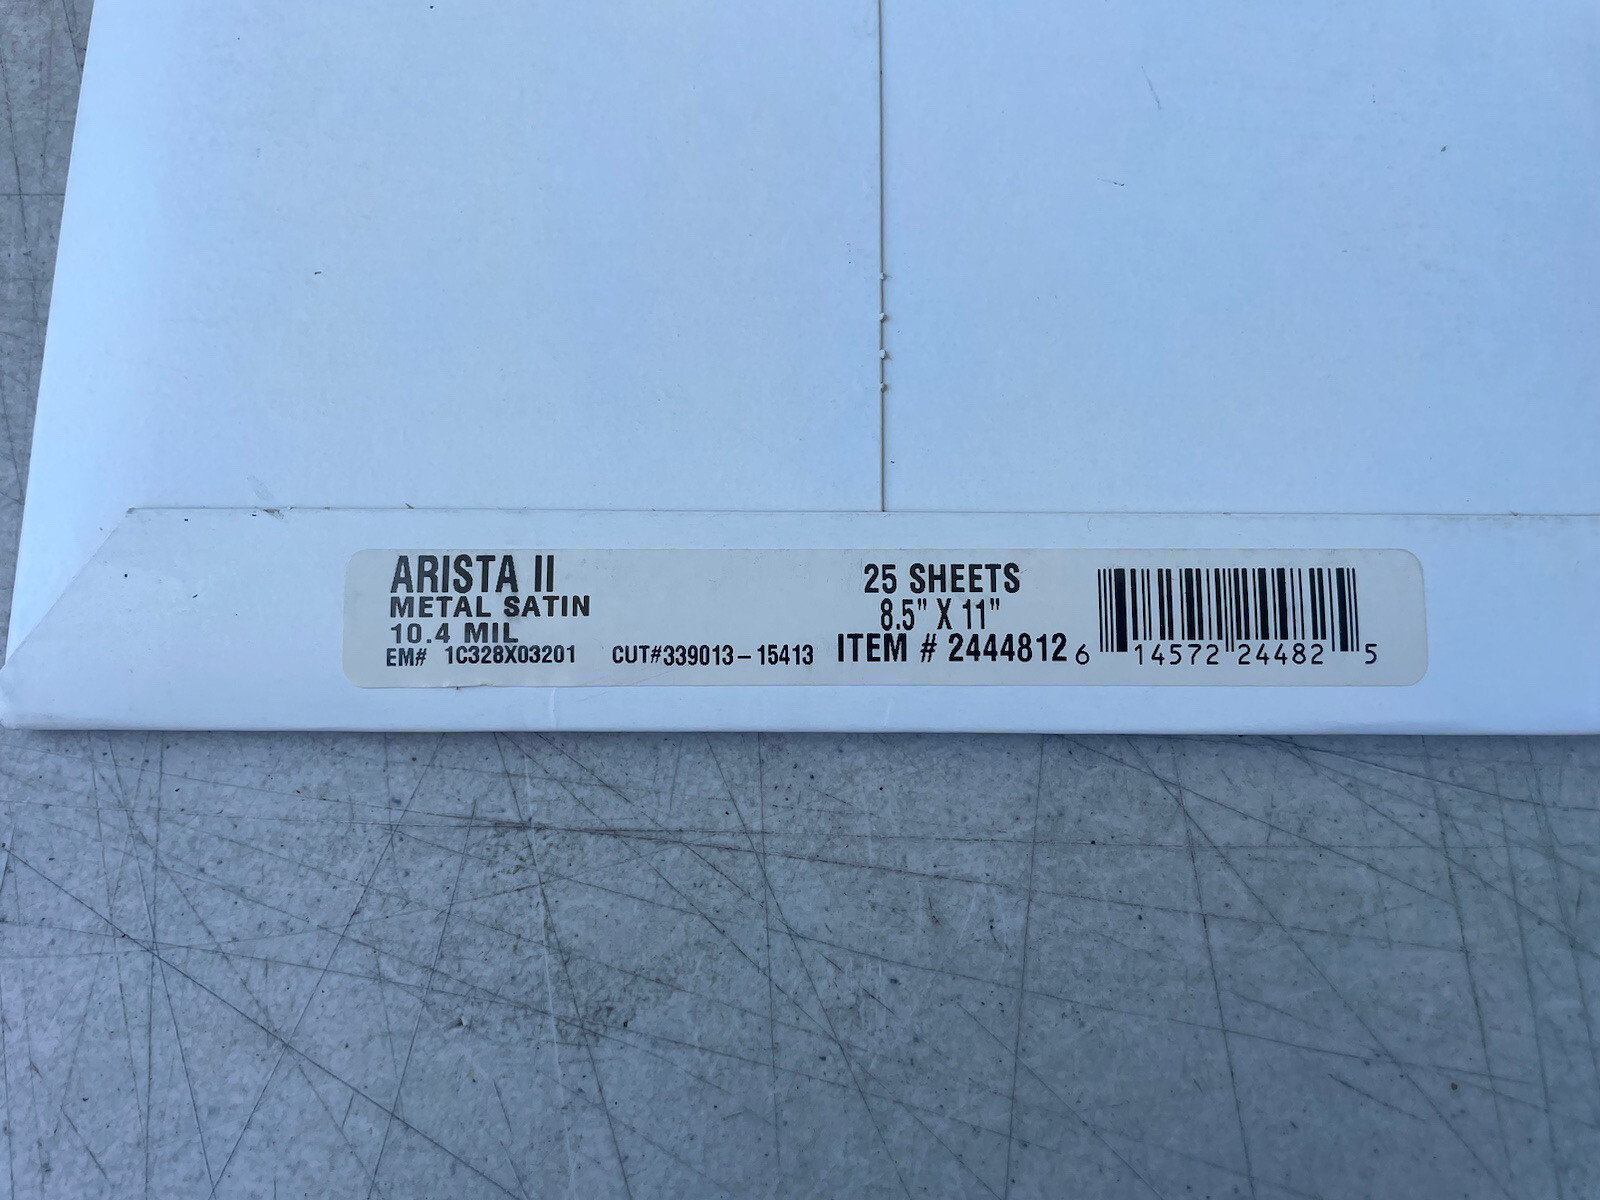 ARISTA II
METAL SATIN
10.4 MIL
EM# 1C328X03201 CUT#339013-15413
25 SHEETS
8.5" X 11"
ITEM # 2444812
6 14572 24482 5